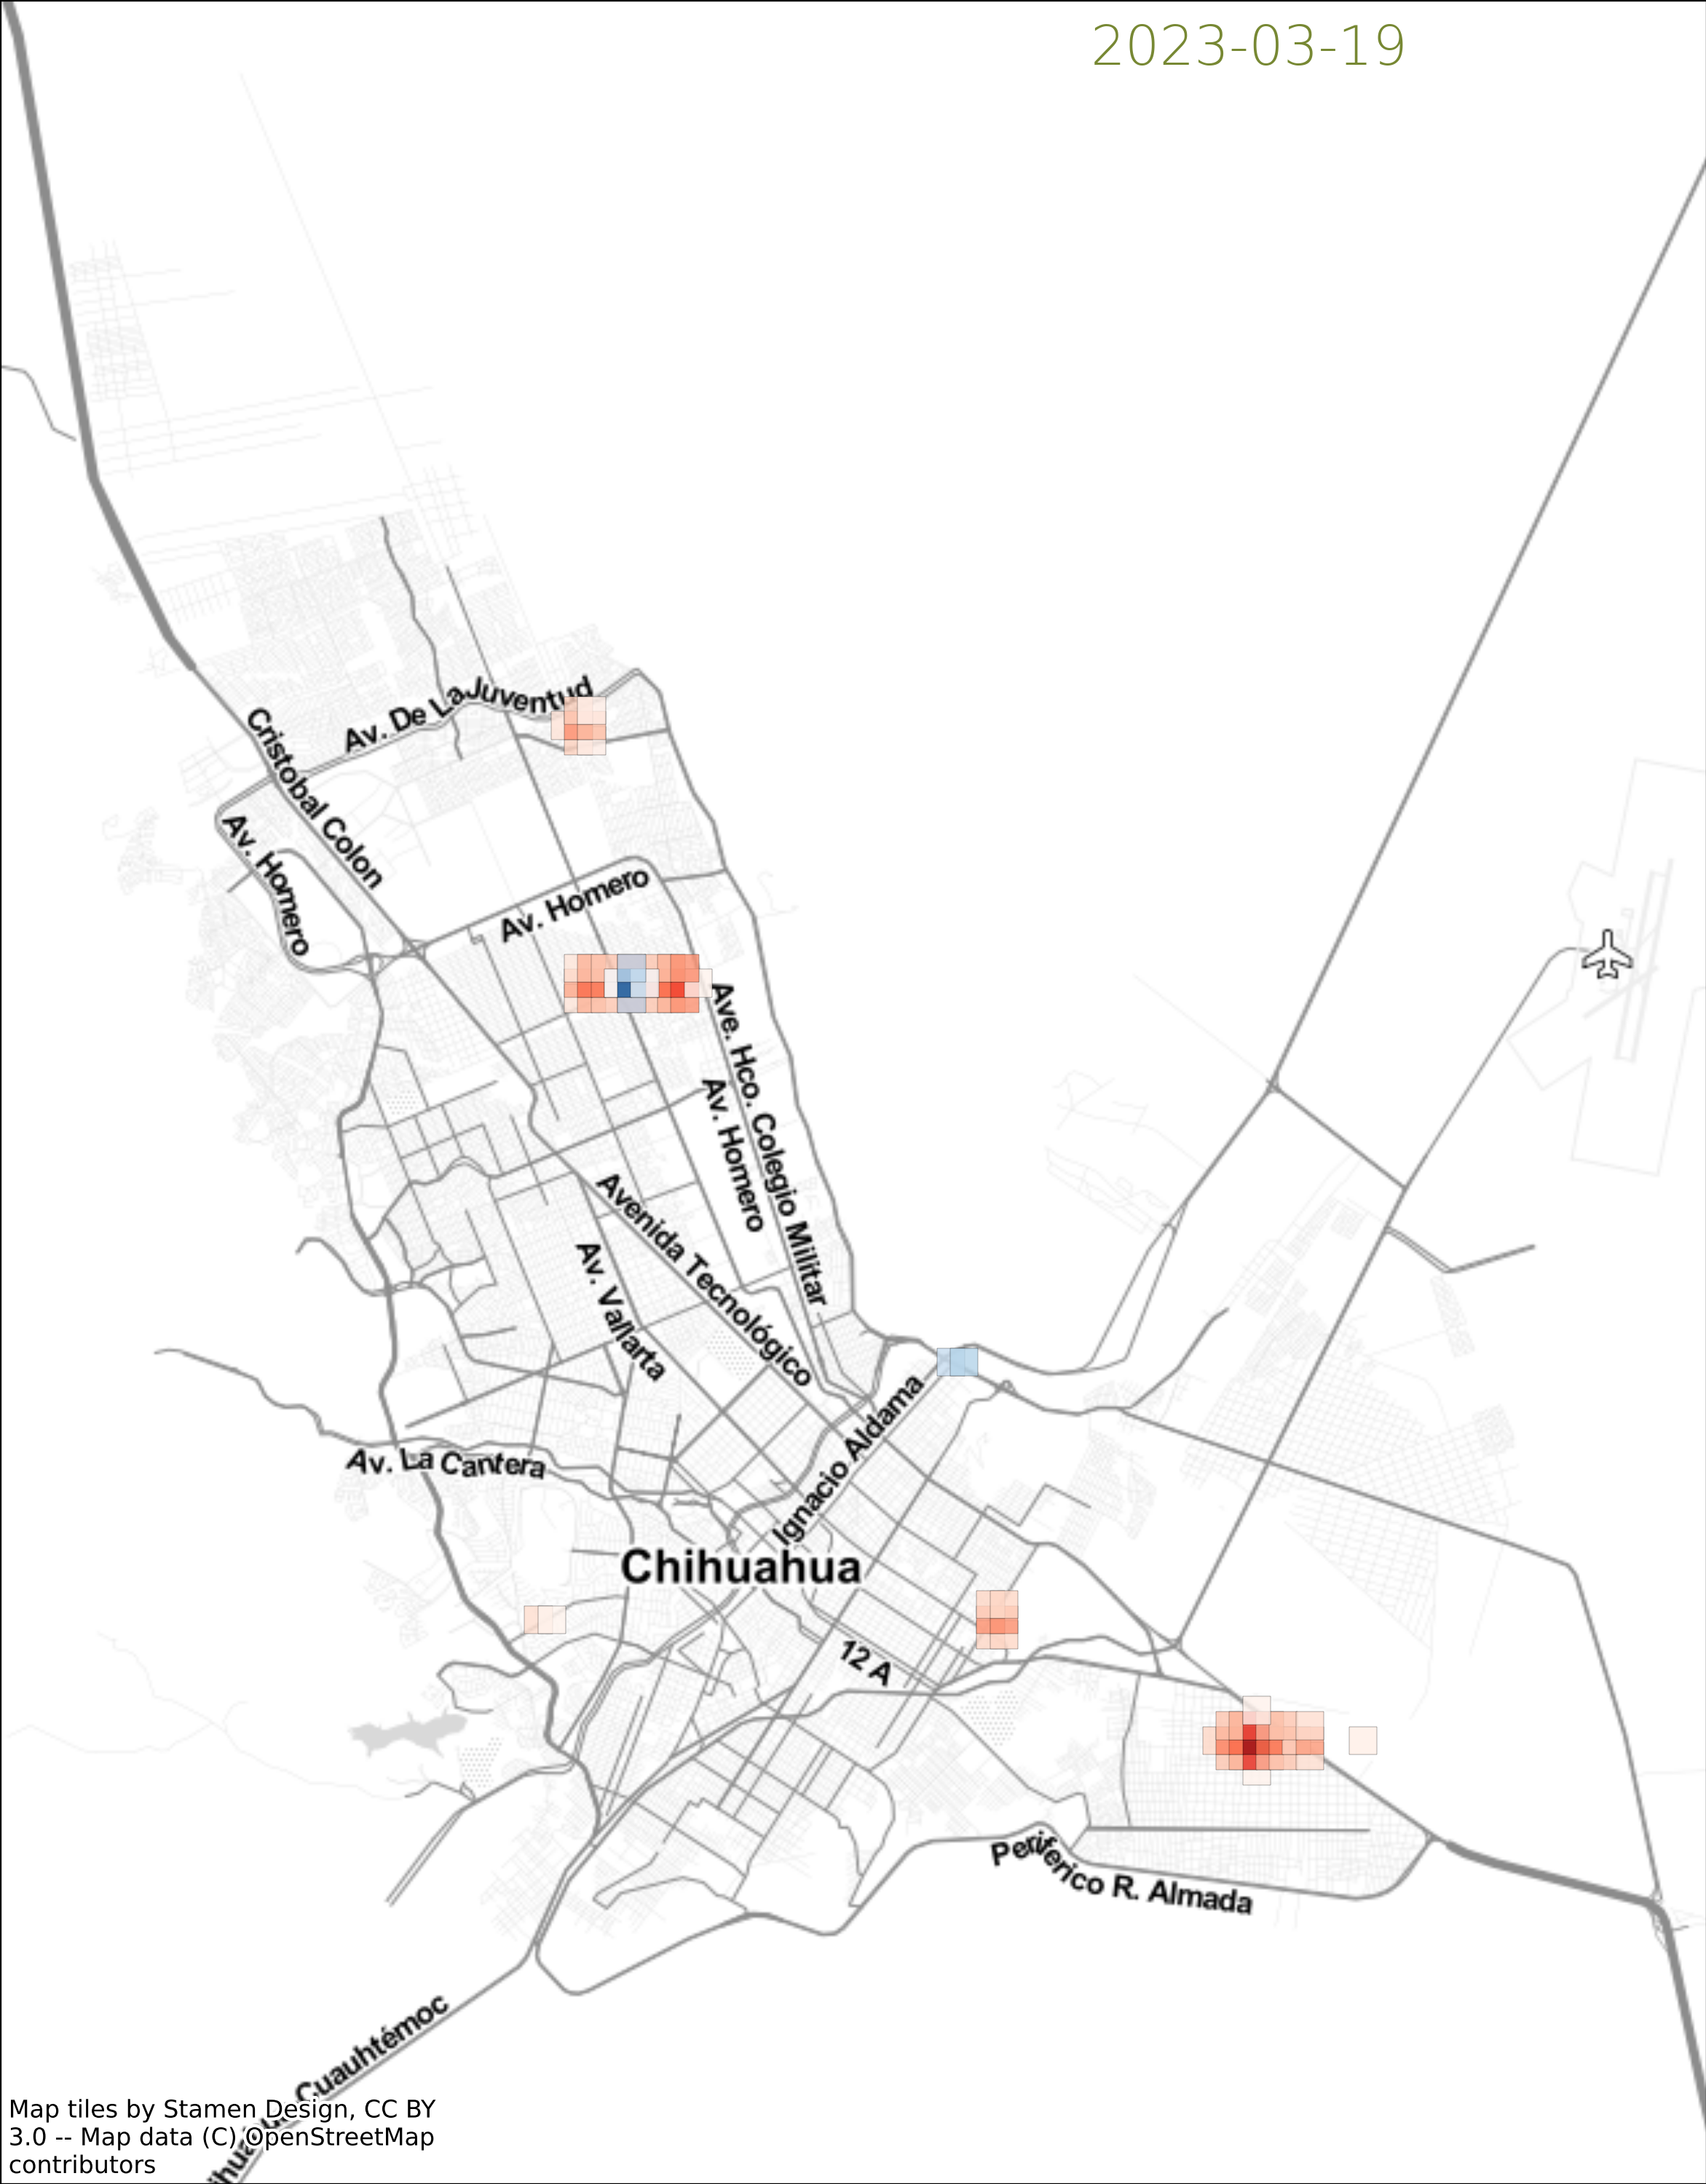 2023-03-19
Av. De La Juventud
Cristobal Colon
Av. Homero
Av. Homero
Ave. Hco. Colegio Militar
Av. Homero
Avenida Tecnológico
Av. Vallarta
Ignacio Aldama
Av. La Cantera
Chihuahua
12 A
Periferico R. Almada
Cuauhtémoc
Map tiles by Stamen Design, CC BY
3.0 -- Map data (C) OpenStreetMap
contributors